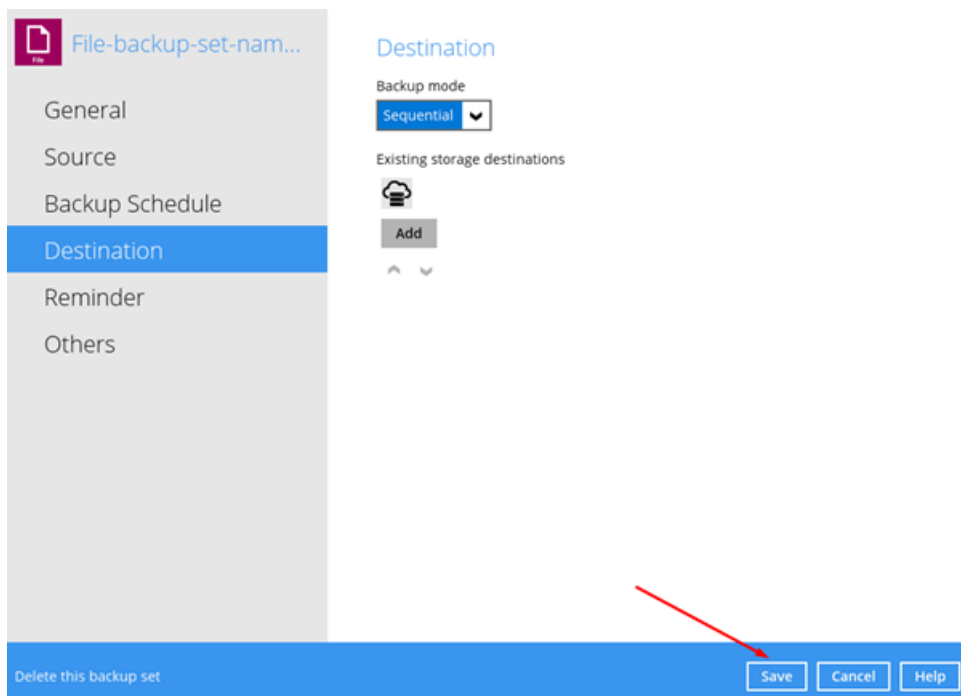 File
File-backup-set-nam...
General
Source
Backup Schedule
Destination
Reminder
Others
Destination
Backup mode
Sequential
Existing storage destinations
Add
Delete this backup set
Save
Cancel
Help